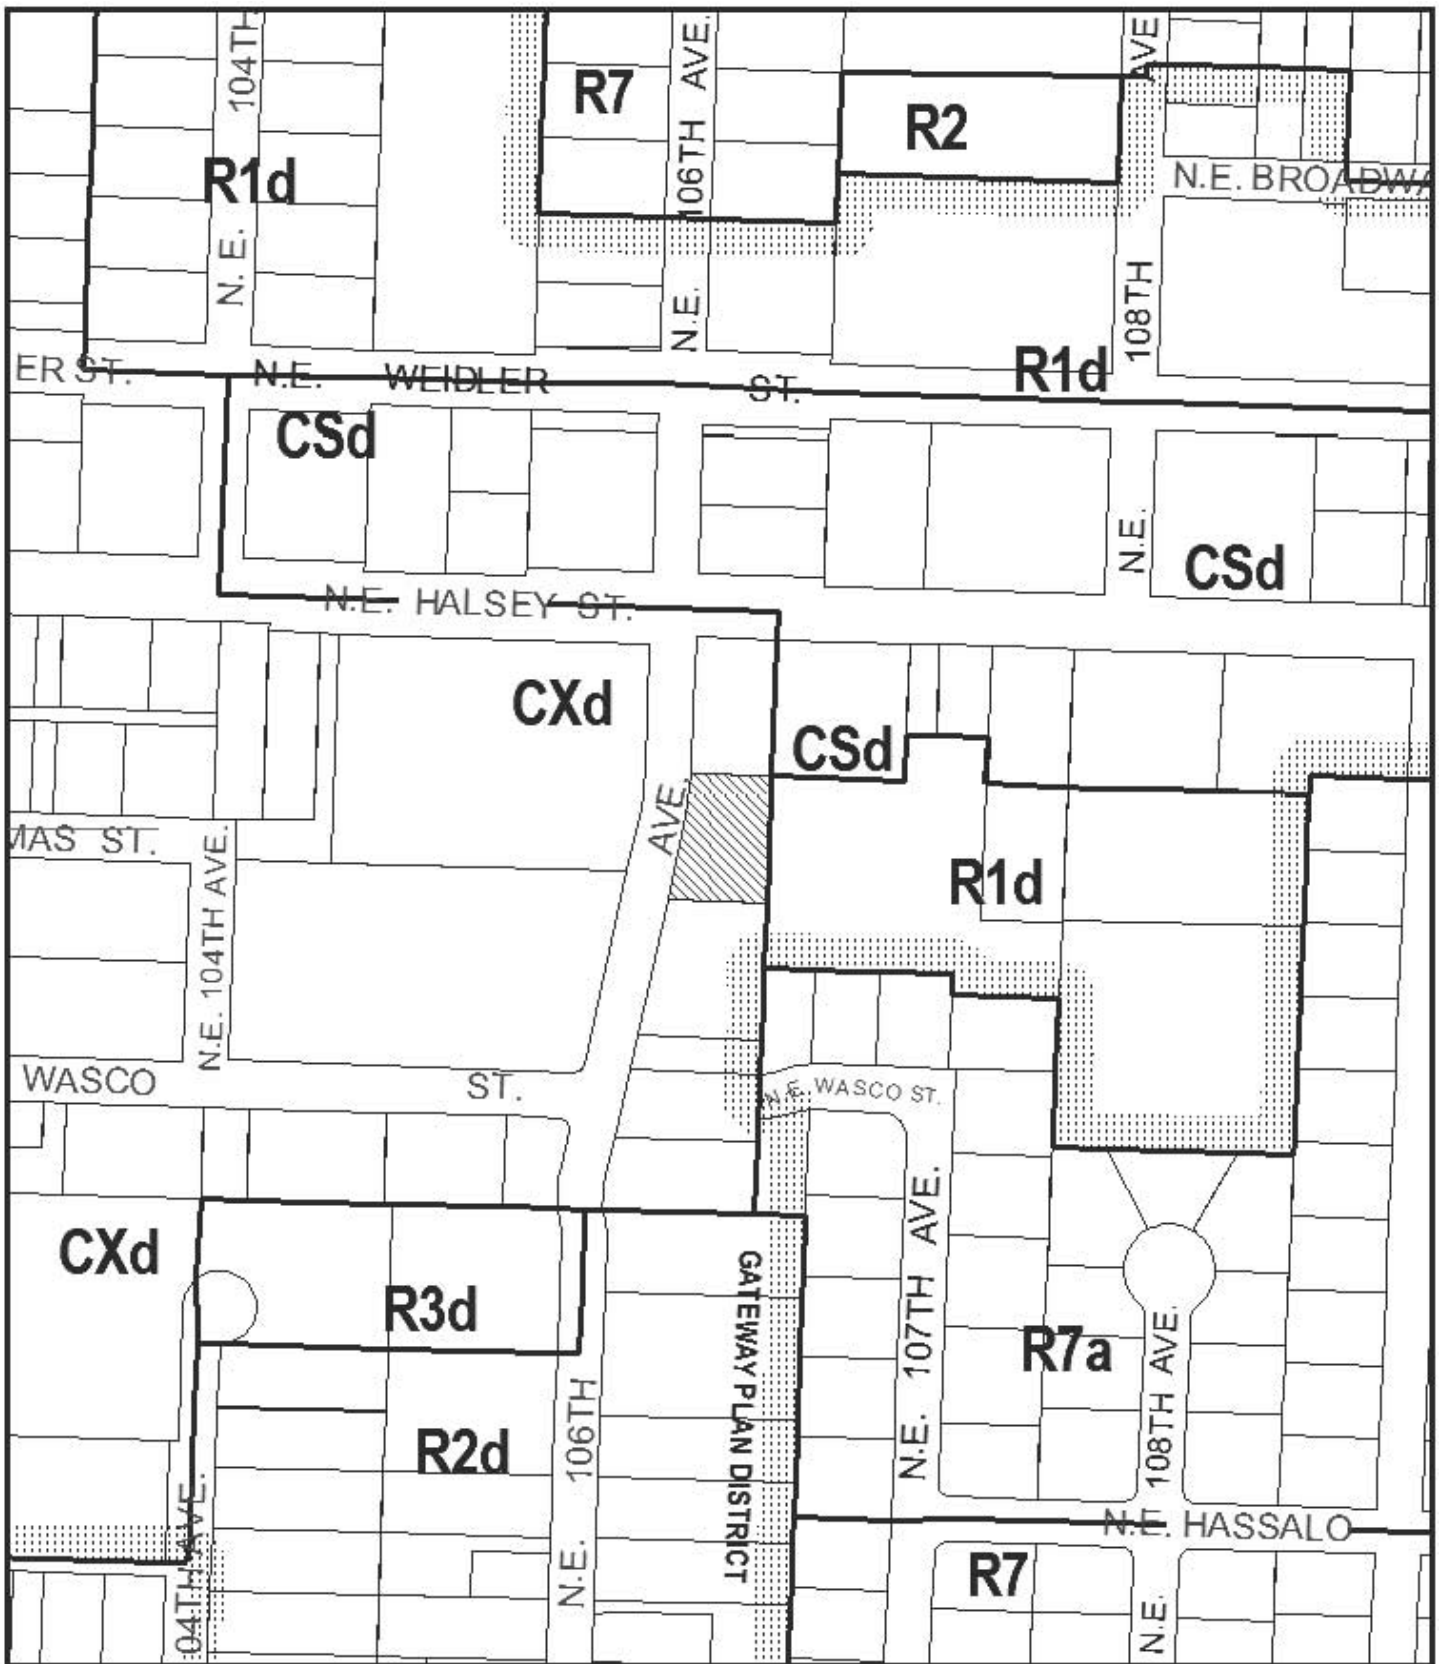 104TH
106TH AVE.
AVE
R7
R2
R1d
N.E. BROADWA
N. E.
N.E.
108TH
ER ST.
N.E. WEIDLER ST.
R1d
CSd
N.E.
CSd
N.E. HALSEY ST.
CXd
CSd
AVE.
MAS ST.
R1d
N.E. 104TH AVE.
WASCO ST.
N.E. WASCO ST.
107TH AVE.
N.E.
CXd
R3d
GATEWAY PLAN DISTRICT
R7a
108TH AVE.
R2d
106TH
N.E.
04TH AVE.
N.E. HASSALO
R7
N.E.